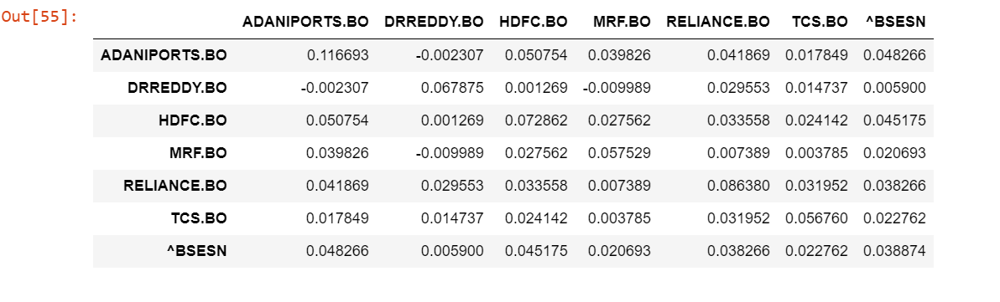 Out[55]:
ADANIPORTS.BO DRREDDY.BO HDFC.BO MRF.BO RELIANCE.BO TCS.BO ^BSESN
ADANIPORTS.BO 0.116693 -0.002307 0.050754 0.039826 0.041869 0.017849 0.048266
DRREDDY.BO -0.002307 0.067875 0.001269 -0.009989 0.029553 0.014737 0.005900
HDFC.BO 0.050754 0.001269 0.072862 0.027562 0.033558 0.024142 0.045175
MRF.BO 0.039826 -0.009989 0.027562 0.057529 0.007389 0.003785 0.020693
RELIANCE.BO 0.041869 0.029553 0.033558 0.007389 0.086380 0.031952 0.038266
TCS.BO 0.017849 0.014737 0.024142 0.003785 0.031952 0.056760 0.022762
^BSESN 0.048266 0.005900 0.045175 0.020693 0.038266 0.022762 0.038874